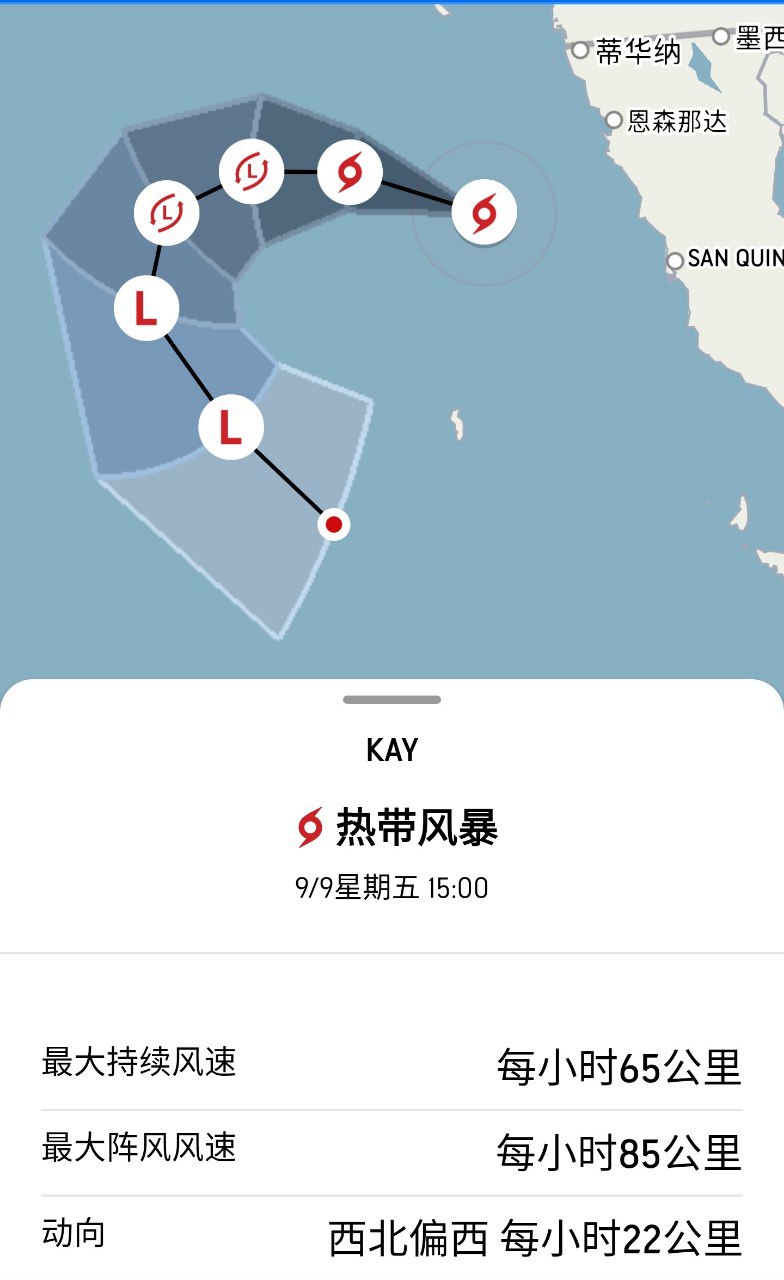 蒂华纳
墨西
恩森那达
SAN QUIN
L
L
L
L
KAY
热带风暴
9/9星期五 15:00
最大持续风速 每小时65公里
最大阵风风速 每小时85公里
动向 西北偏西 每小时22公里